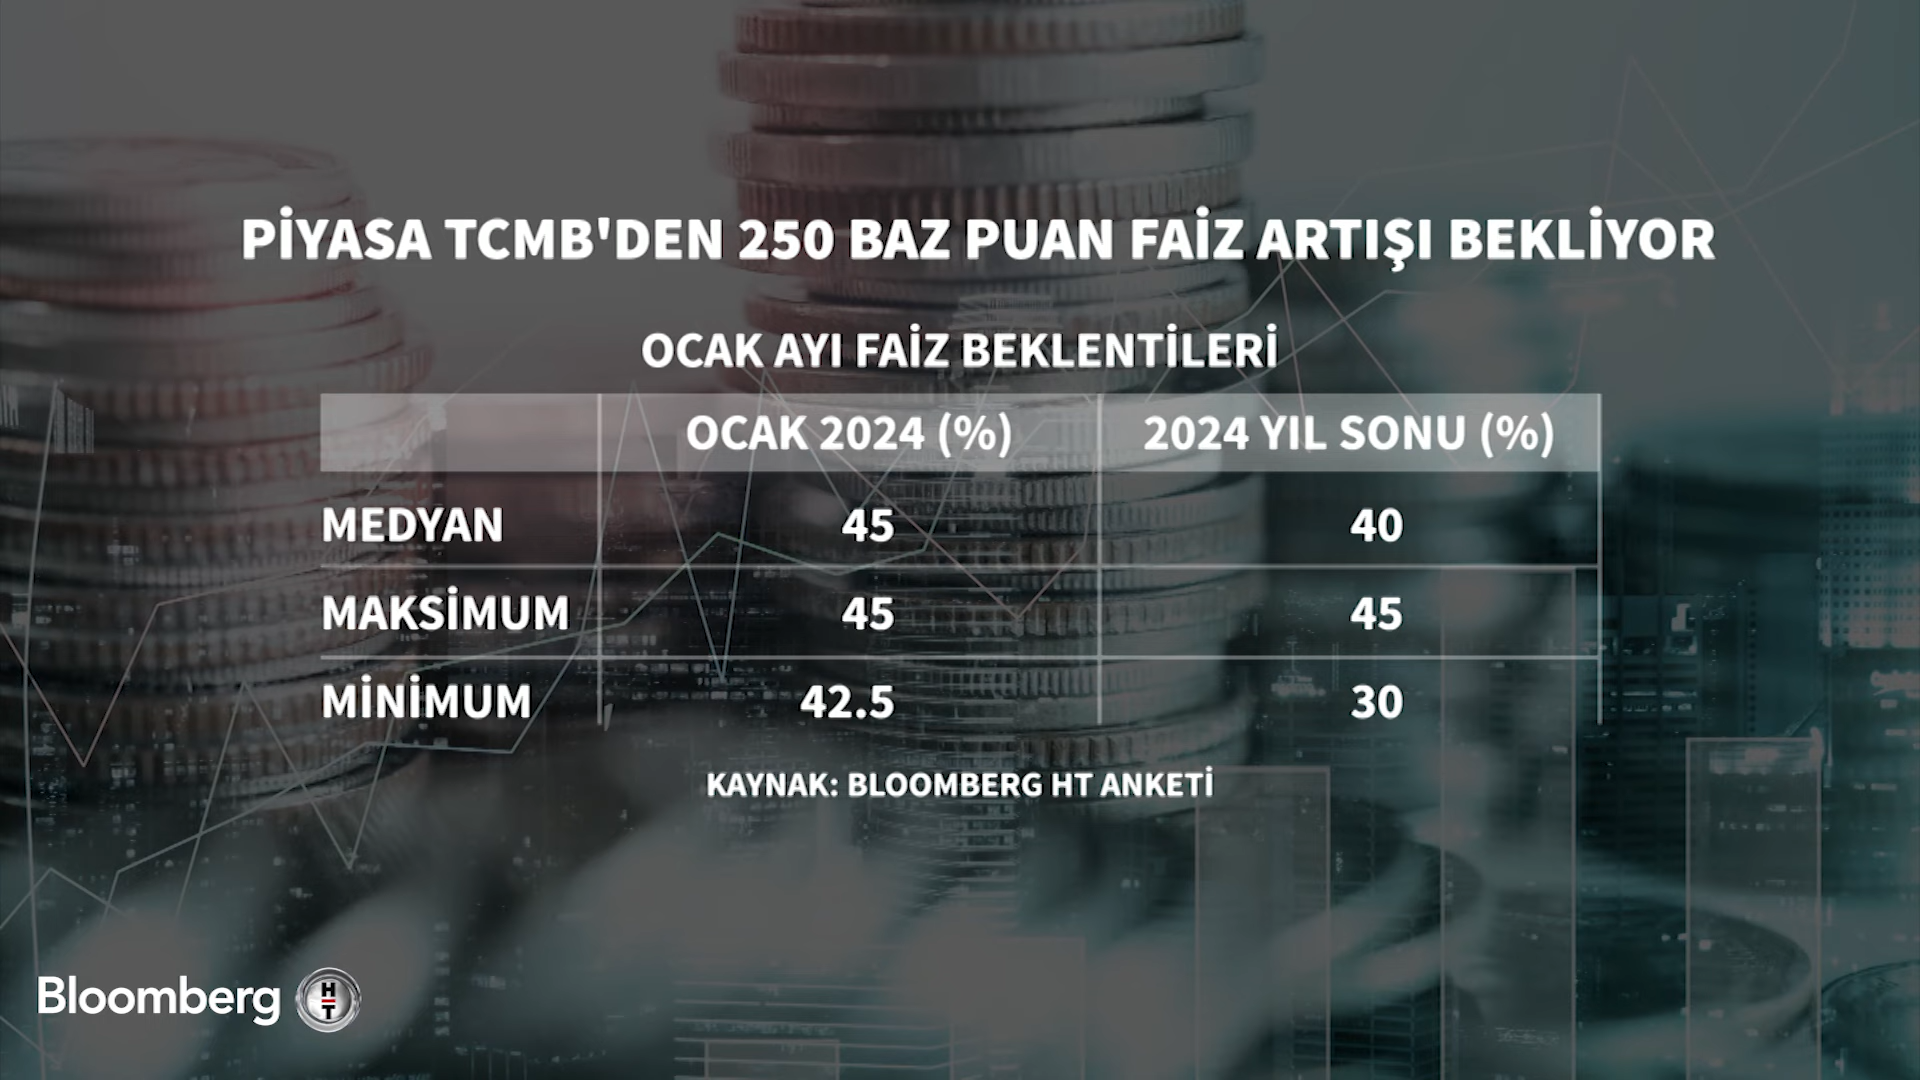 PİYASA TCMB'DEN 250 BAZ PUAN FAİZ ARTIŞI BEKLİYOR
OCAK AYI FAİZ BEKLENTİLERİ
OCAK 2024 (%) 2024 YIL SONU (%)
MEDYAN 45 40
MAKSİMUM 45 45
MİNİMUM 42.5 30
KAYNAK: BLOOMBERG HT ANKETİ
Bloomberg HT